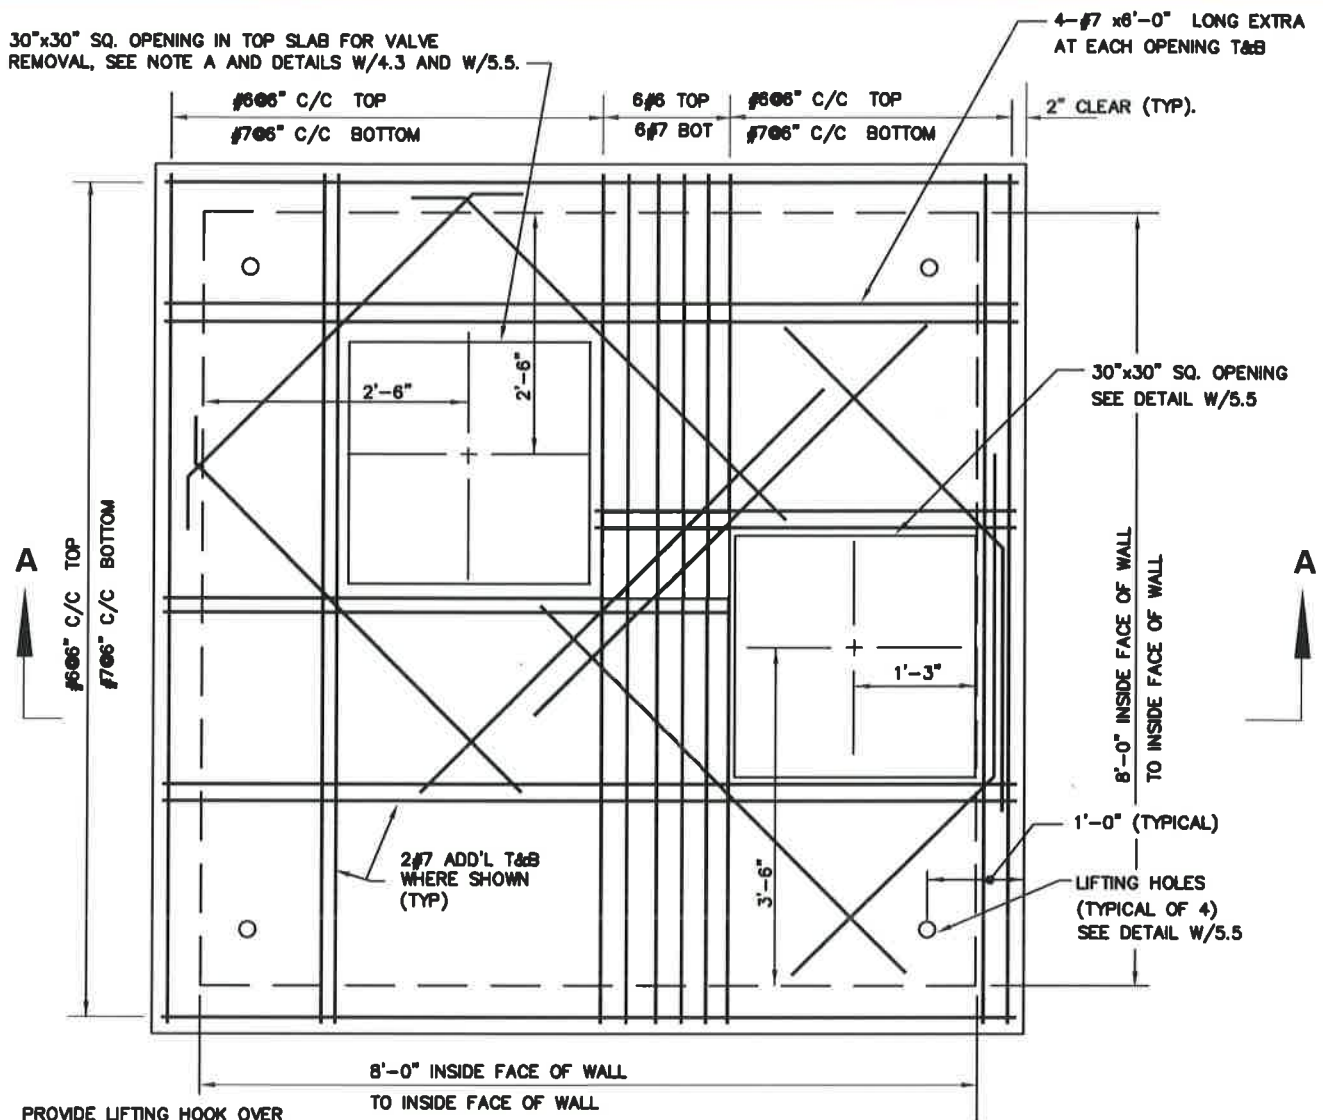 4-#7 x6'-0" LONG EXTRA
AT EACH OPENING T&B
30"x30" SQ. OPENING IN TOP SLAB FOR VALVE
REMOVAL, SEE NOTE A AND DETAILS W/4.3 AND W/5.5.
#6@6" C/C TOP
#7@6" C/C BOTTOM
6#6 TOP
6#7 BOT
#6@6" C/C TOP
#7@6" C/C BOTTOM
2" CLEAR (TYP).
2'-6"
2'-6"
30"x30" SQ. OPENING
SEE DETAIL W/5.5
A
#6@6" C/C TOP
#7@6" C/C BOTTOM
A
8'-0" INSIDE FACE OF WALL
TO INSIDE FACE OF WALL
1'-3"
3'-6"
1'-0" (TYPICAL)
2#7 ADD'L T&B
WHERE SHOWN
(TYP)
LIFTING HOLES
(TYPICAL OF 4)
SEE DETAIL W/5.5
8'-0" INSIDE FACE OF WALL
TO INSIDE FACE OF WALL
PROVIDE LIFTING HOOK OVER